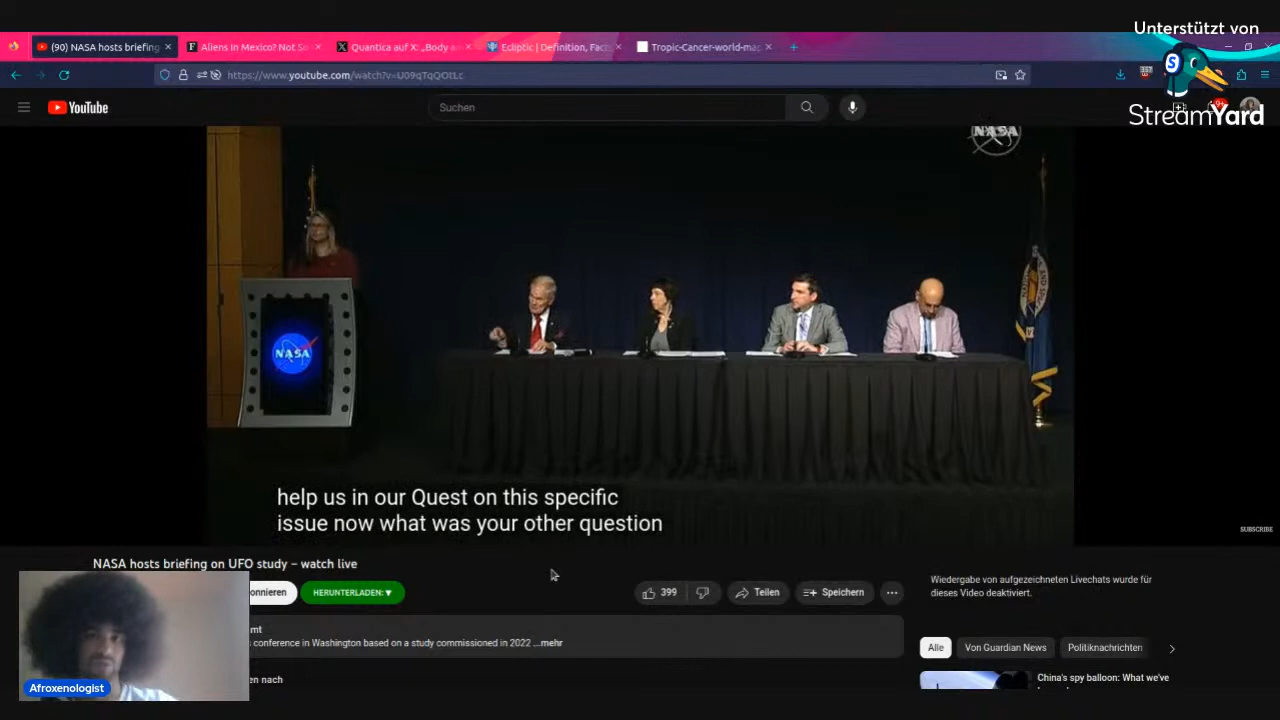 Unterstützt von
StreamYard
(90) NASA hosts briefing
Aliens In Mexico? Not So
Quantica auf X: „Body a
Ecliptic | Definition, Fact
Tropic-Cancer-world-ma
https://www.youtube.com/watch?v=U09qTqQOtLc
YouTube
Suchen
NASA
NASA
help us in our Quest on this specific
issue now what was your other question
SUBSCRIBE
NASA hosts briefing on UFO study – watch live
onnieren
HERUNTERLADEN: ▼
399
Teilen
Speichern
...
Wiedergabe von aufgezeichneten Livechats wurde für
dieses Video deaktiviert.
mt
conference in Washington based on a study commissioned in 2022 ...mehr
Alle
Von Guardian News
Politiknachrichten
en nach
China's spy balloon: What we've
Afroxenologist